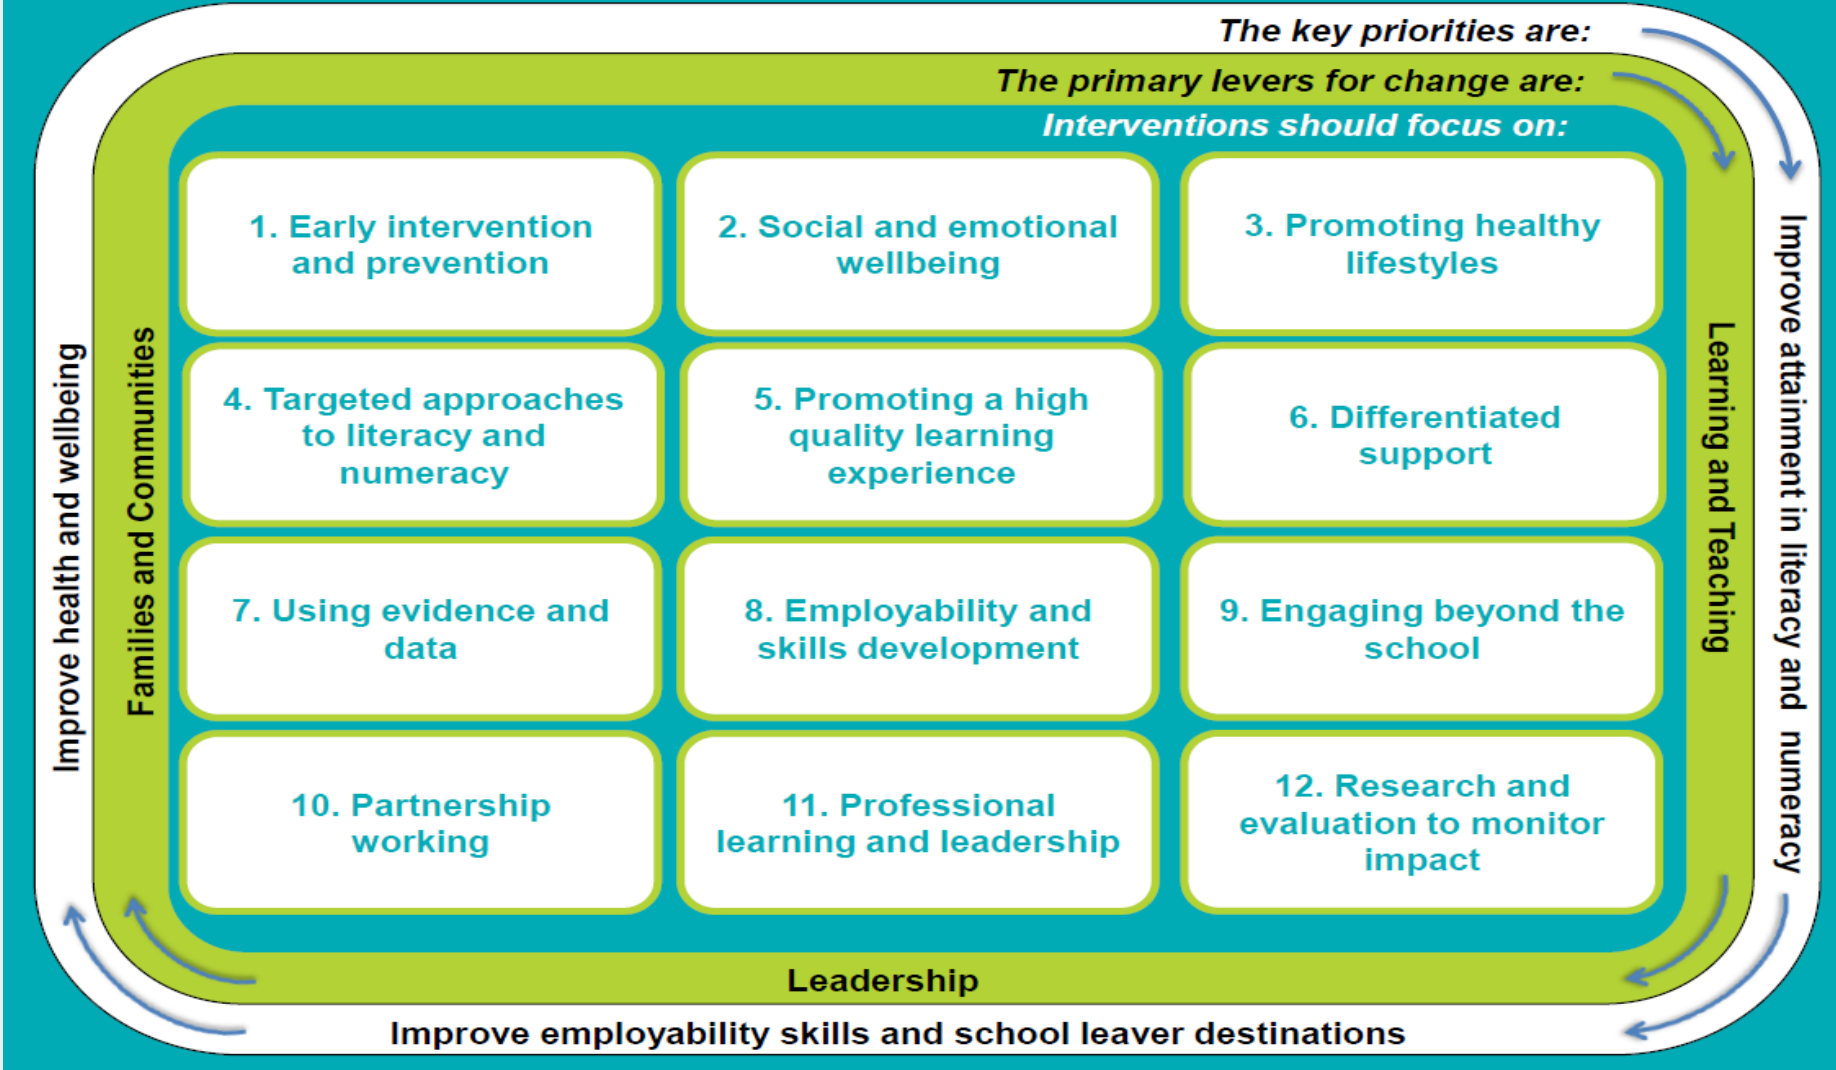 The key priorities are:
The primary levers for change are:
Interventions should focus on:
1. Early intervention
and prevention
2. Social and emotional
wellbeing
3. Promoting healthy
lifestyles
4. Targeted approaches
to literacy and
numeracy
5. Promoting a high
quality learning
experience
6. Differentiated
support
7. Using evidence and
data
8. Employability and
skills development
9. Engaging beyond the
school
10. Partnership
working
11. Professional
learning and leadership
12. Research and
evaluation to monitor
impact
Learning and Teaching
Improve attainment in literacy and numeracy
Leadership
Improve employability skills and school leaver destinations
Families and Communities
Improve health and wellbeing